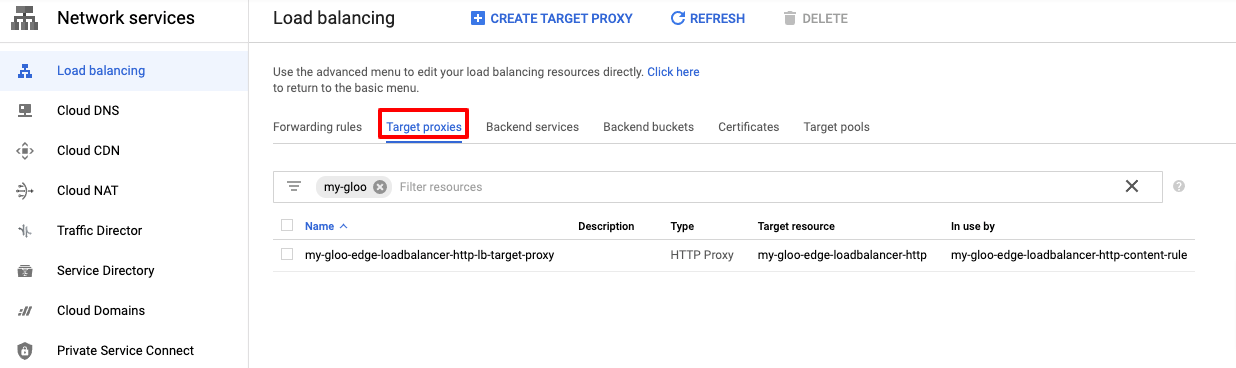 Network services
Load balancing
CREATE TARGET PROXY
REFRESH
DELETE
Load balancing
Cloud DNS
Cloud CDN
Cloud NAT
Traffic Director
Service Directory
Cloud Domains
Private Service Connect
Use the advanced menu to edit your load balancing resources directly. Click here
to return to the basic menu.
Forwarding rules Target proxies Backend services Backend buckets Certificates Target pools
my-gloo Filter resources
Name Description Type Target resource In use by
my-gloo-edge-loadbalancer-http-lb-target-proxy HTTP Proxy my-gloo-edge-loadbalancer-http my-gloo-edge-loadbalancer-http-content-rule